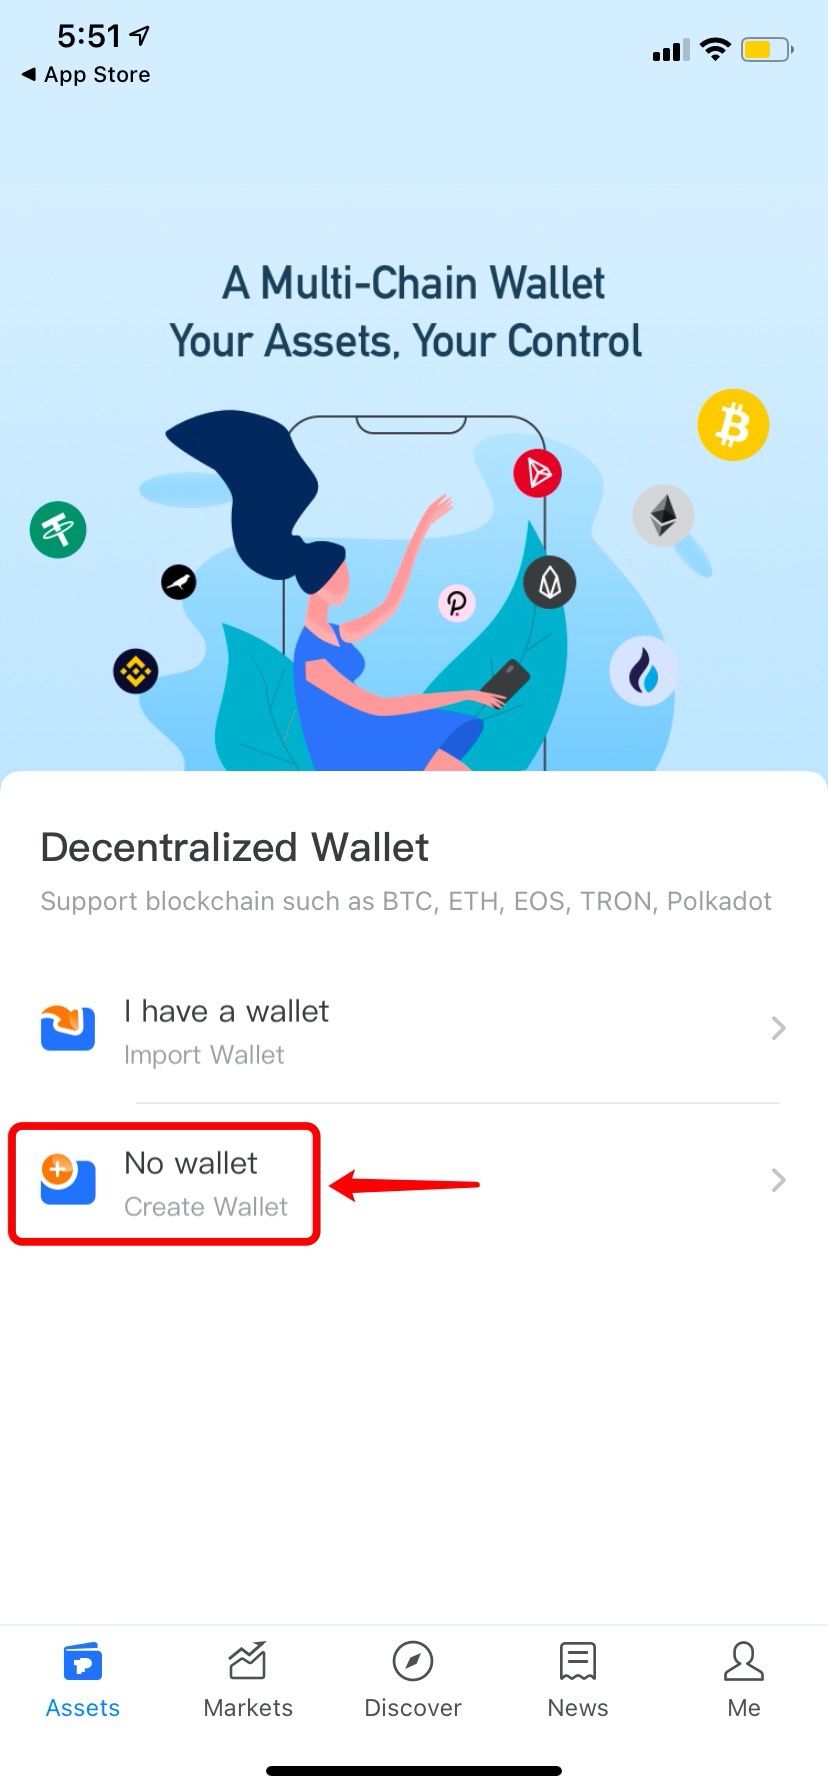 5:51
◀ App Store
A Multi-Chain Wallet
Your Assets, Your Control
Decentralized Wallet
Support blockchain such as BTC, ETH, EOS, TRON, Polkadot
I have a wallet
Import Wallet
No wallet
Create Wallet
Assets
Markets
Discover
News
Me